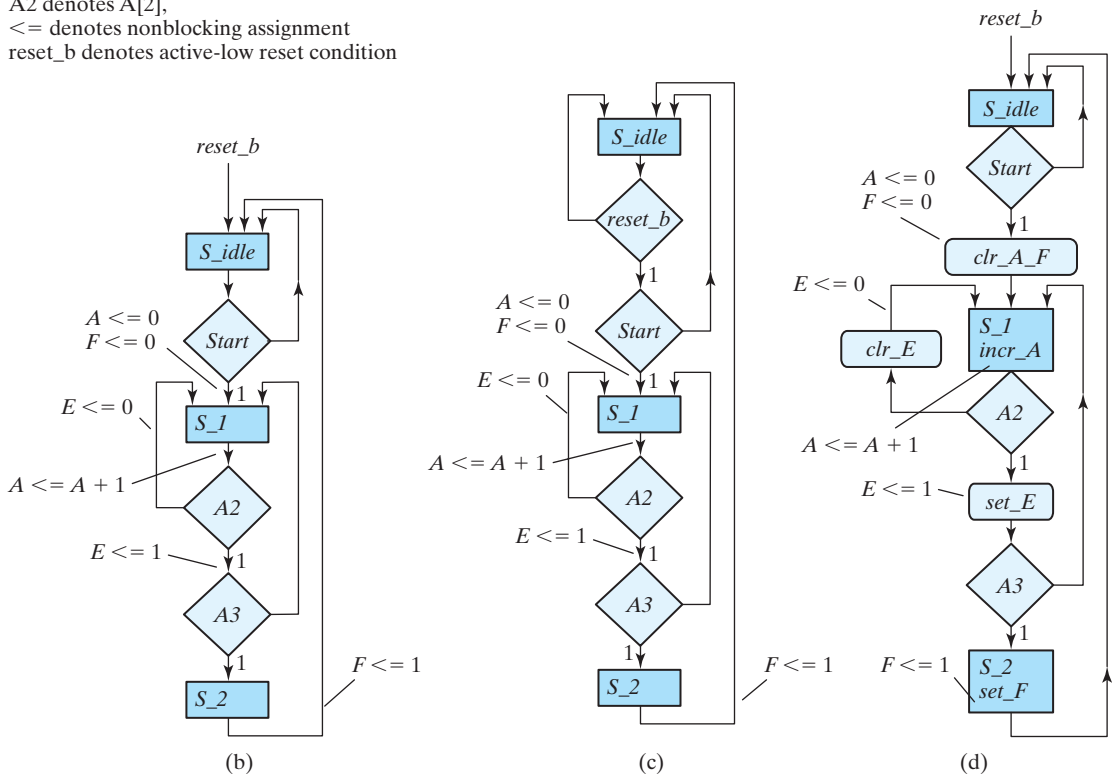 A2 denotes A[2],
<= denotes nonblocking assignment
reset_b denotes active-low reset condition
reset_b
S_idle
Start
A <= 0
F <= 0
1
E <= 0
S_1
A <= A + 1
A2
E <= 1
1
A3
1
F <= 1
S_2
(b)
S_idle
reset_b
1
A <= 0
F <= 0
Start
E <= 0
1
S_1
A <= A + 1
A2
E <= 1
1
A3
1
F <= 1
S_2
(c)
reset_b
S_idle
Start
A <= 0
F <= 0
1
clr_A_F
E <= 0
S_1
incr_A
clr_E
A2
A <= A + 1
1
E <= 1
set_E
A3
1
F <= 1
S_2
set_F
(d)